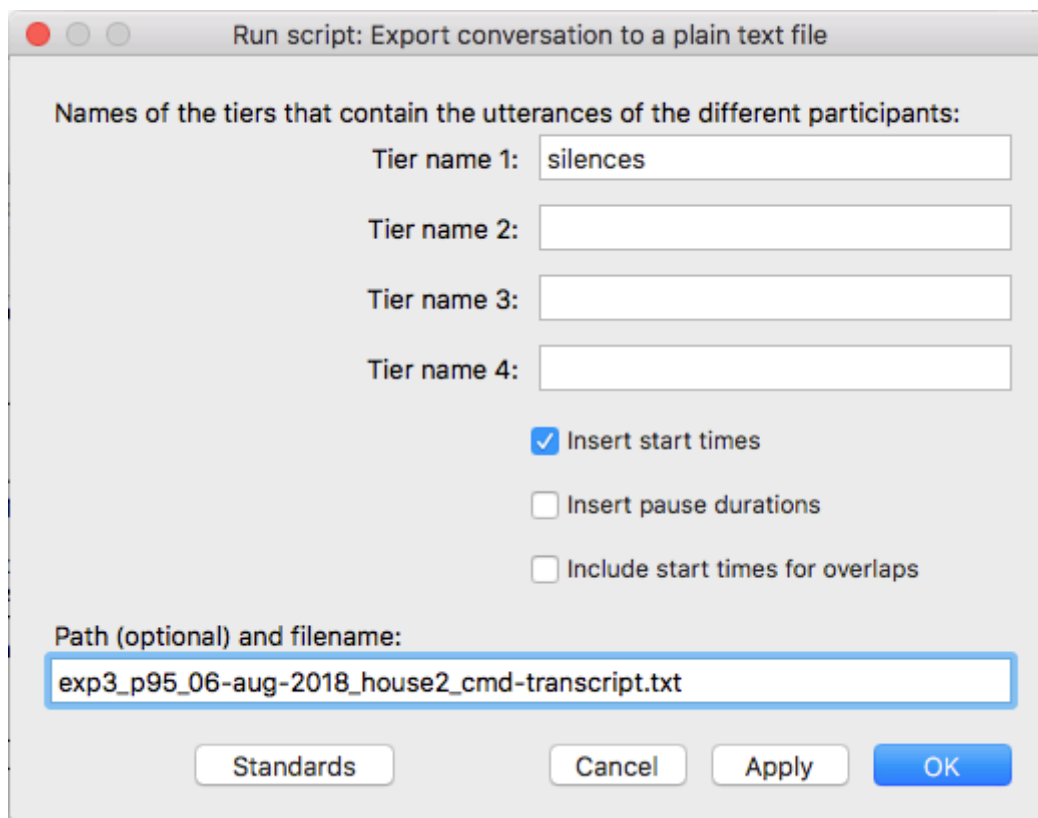 Run script: Export conversation to a plain text file
Names of the tiers that contain the utterances of the different participants:
Tier name 1: silences
Tier name 2:
Tier name 3:
Tier name 4:
Insert start times
Insert pause durations
Include start times for overlaps
Path (optional) and filename:
exp3_p95_06-aug-2018_house2_cmd-transcript.txt
Standards Cancel Apply OK